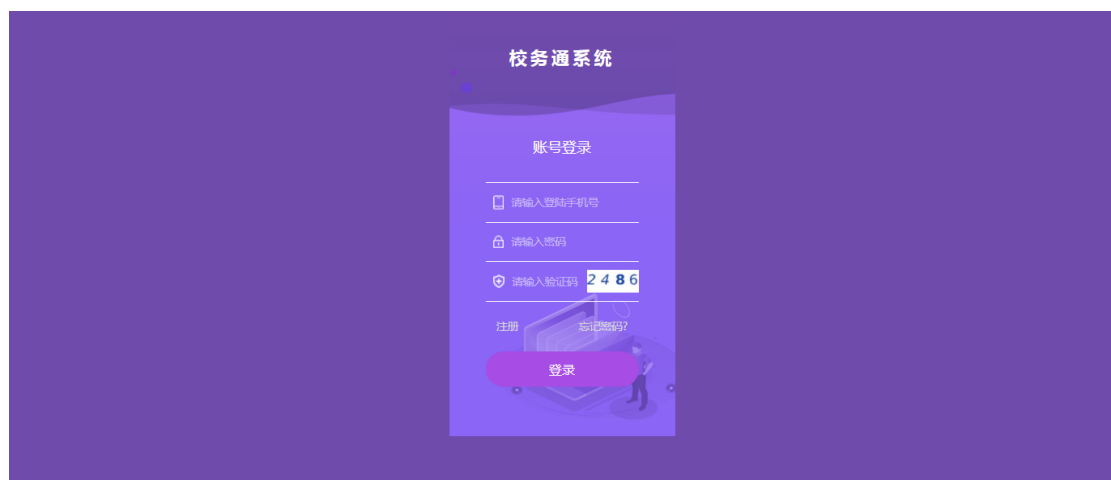 校务通系统
账号登录
请输入登陆手机号
请输入密码
请输入验证码 2486
注册 忘记密码?
登录